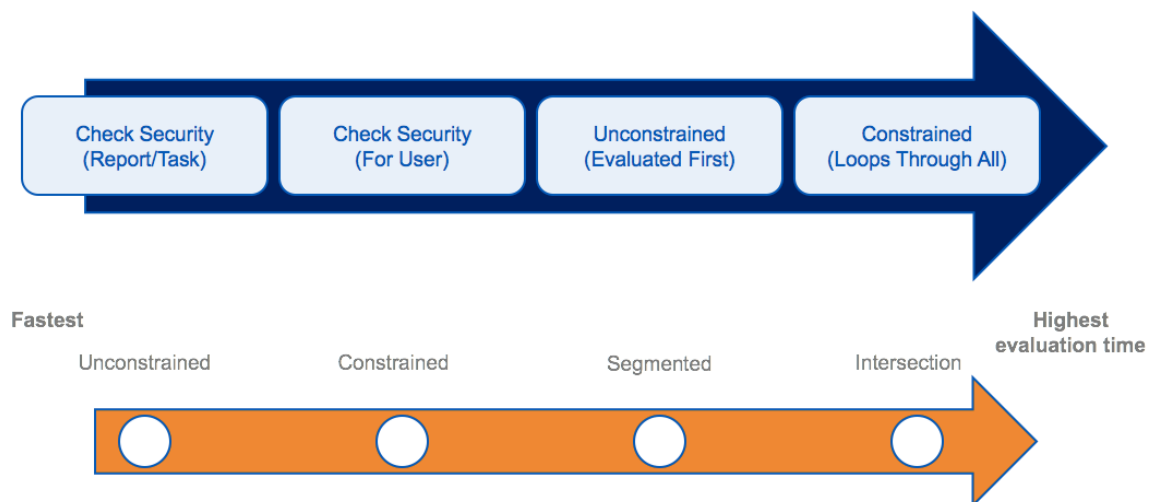 Check Security
(Report/Task)
Check Security
(For User)
Unconstrained
(Evaluated First)
Constrained
(Loops Through All)
Fastest
Highest
evaluation time
Unconstrained
Constrained
Segmented
Intersection